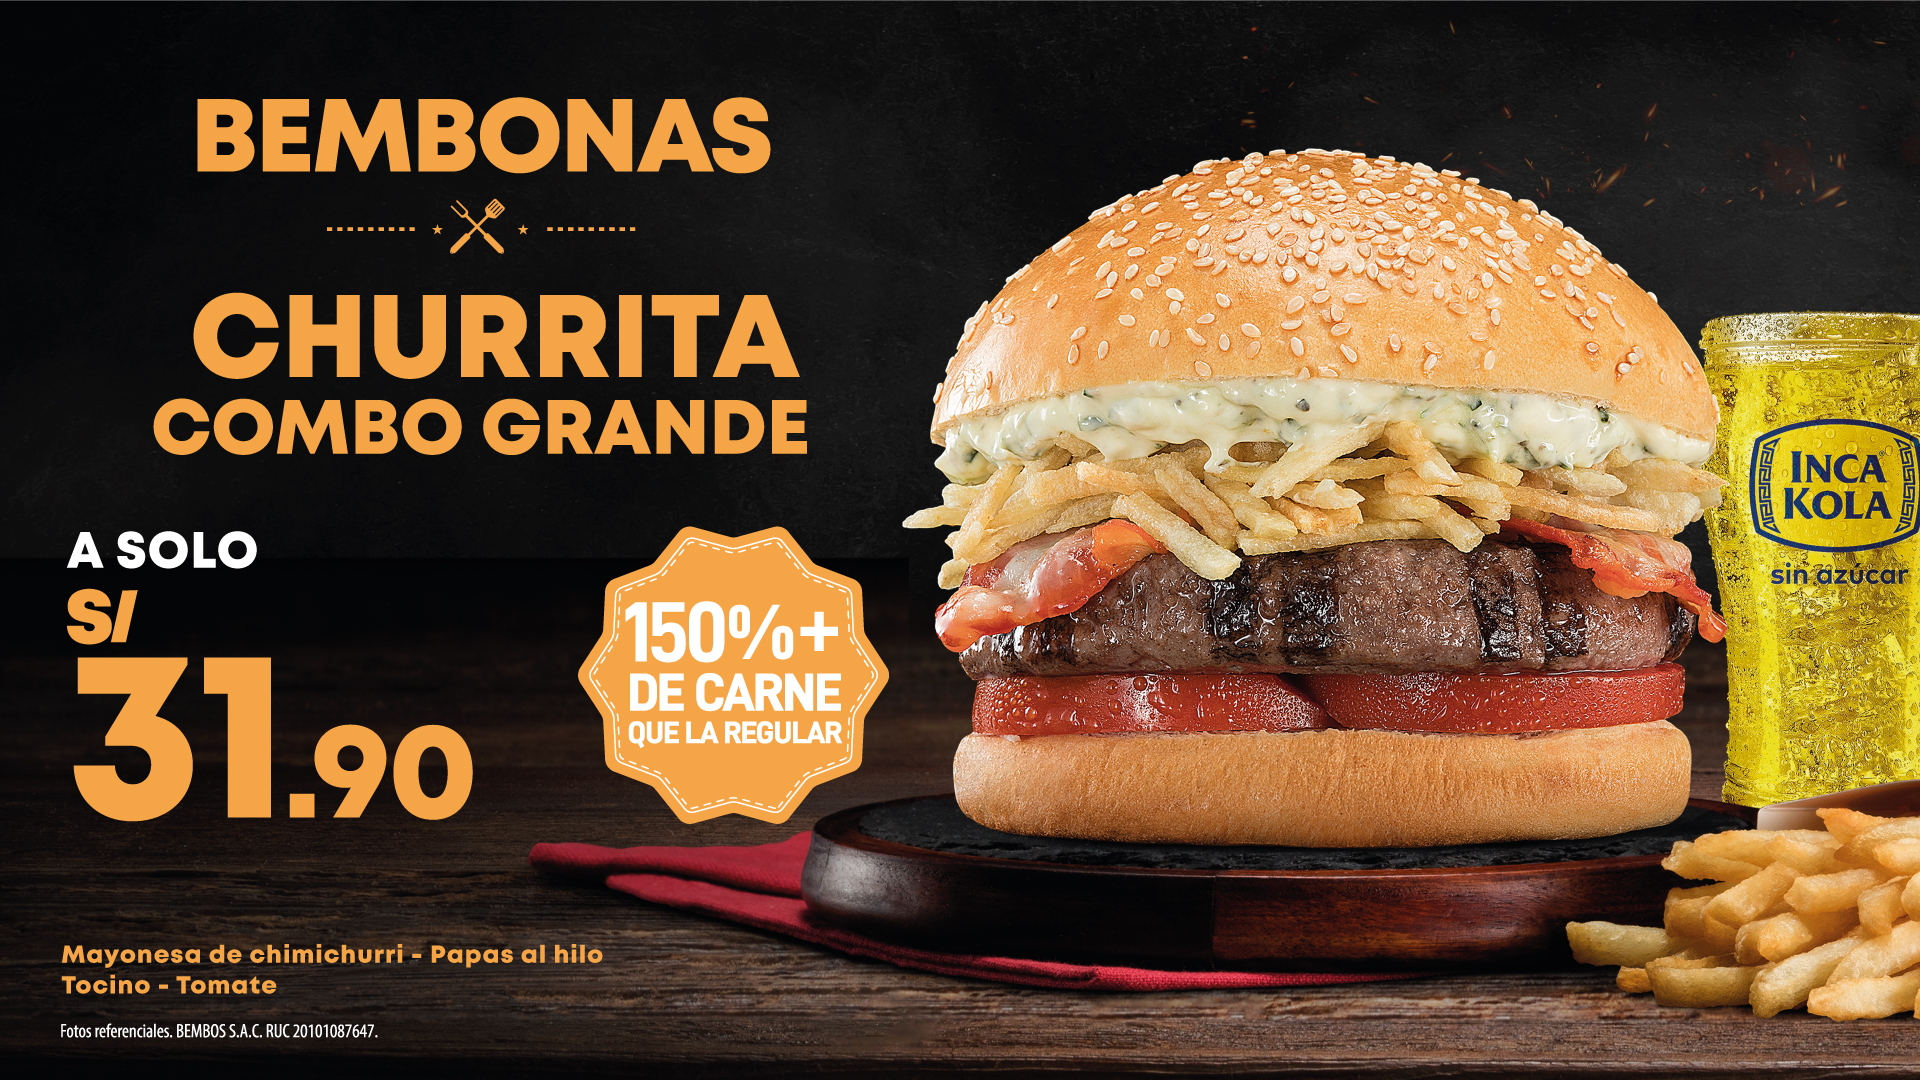 BEMBONAS
CHURRITA
COMBO GRANDE
A SOLO
S/
31.90
150%+
DE CARNE
QUE LA REGULAR
INCA
KOLA
sin azúcar
Mayonesa de chimichurri - Papas al hilo
Tocino - Tomate
Fotos referenciales. BEMBOS S.A.C. RUC 20101087647.